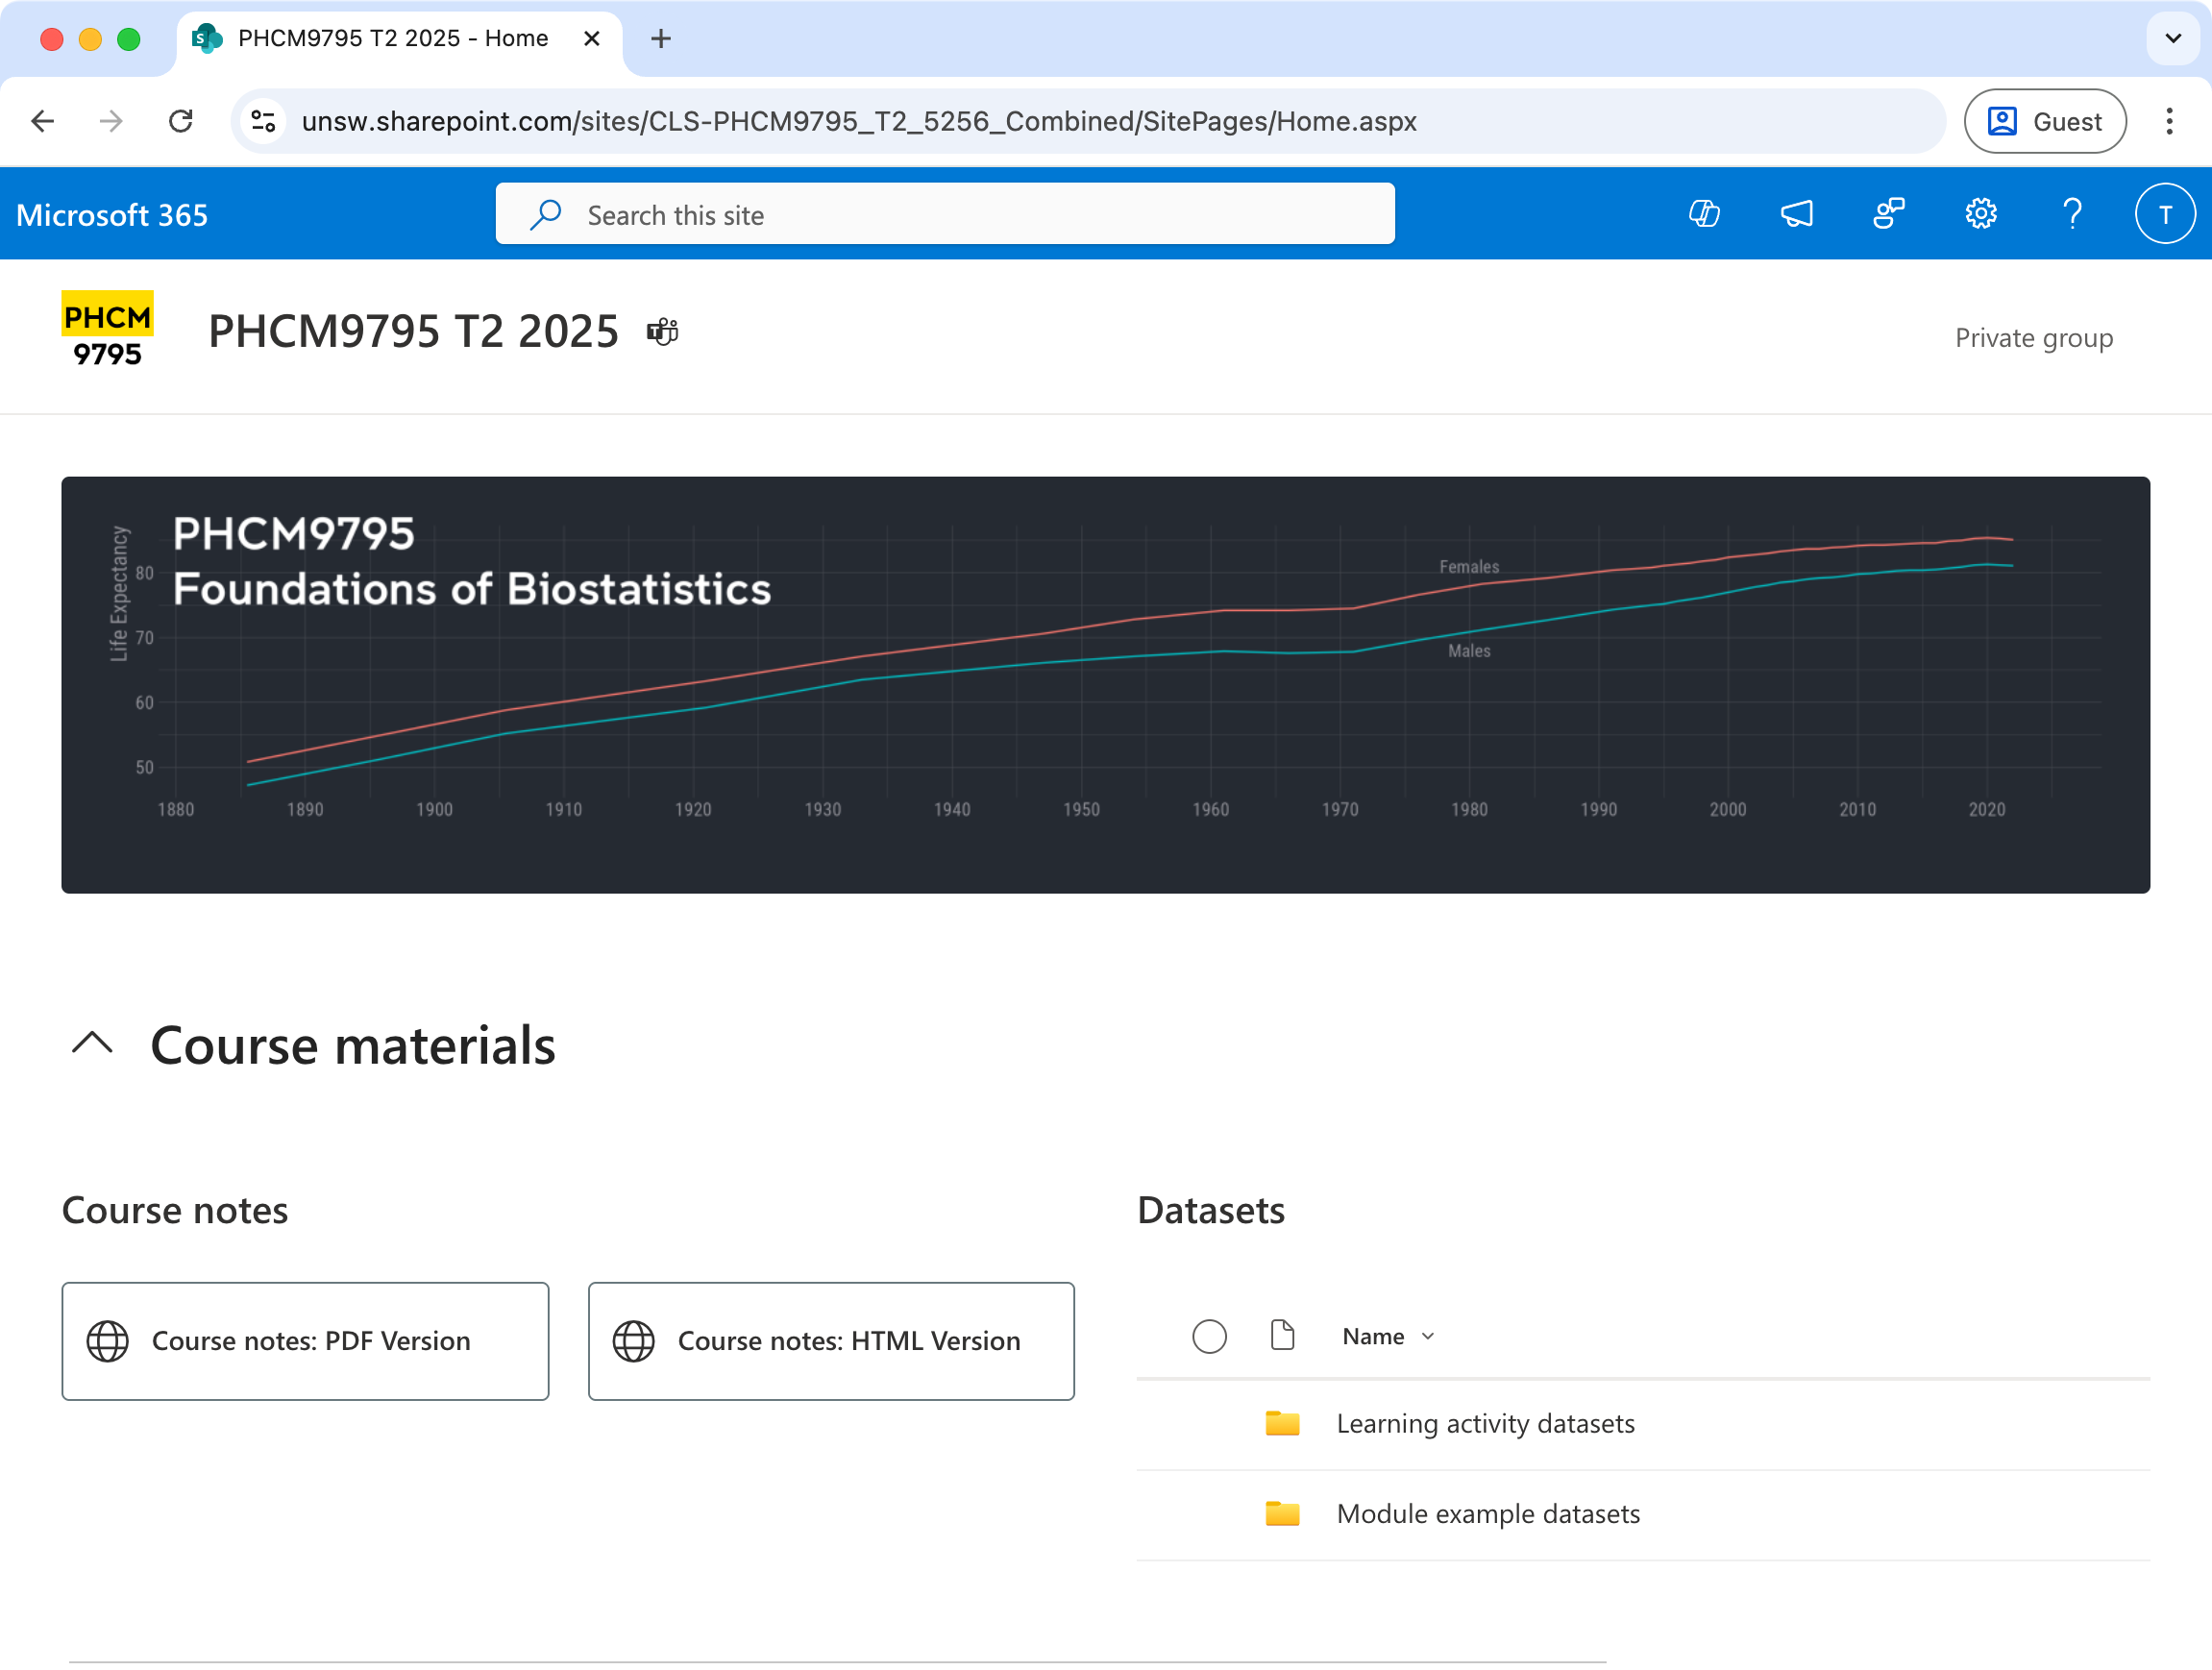 PHCM9795 T2 2025 - Home
unsw.sharepoint.com/sites/CLS-PHCM9795_T2_5256_Combined/SitePages/Home.aspx
Guest
Microsoft 365
Search this site
T
PHCM
9795
PHCM9795 T2 2025
Private group
PHCM9795
Foundations of Biostatistics
Life Expectancy
80
70
60
50
Females
Males
1880 1890 1900 1910 1920 1930 1940 1950 1960 1970 1980 1990 2000 2010 2020
Course materials
Course notes
Course notes: PDF Version
Course notes: HTML Version
Datasets
Name
Learning activity datasets
Module example datasets